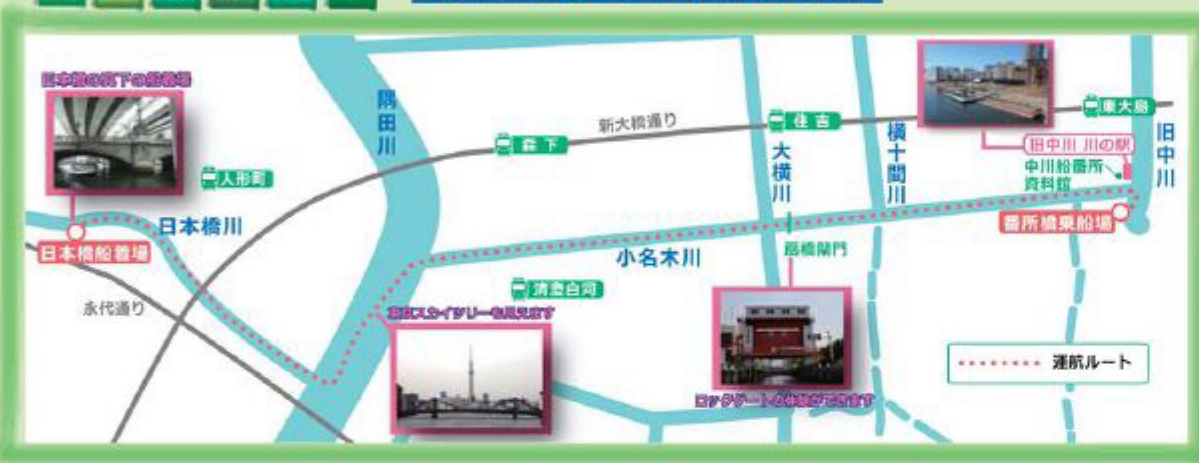 日本橋の真下の船着場
人形町
日本橋船着場
日本橋川
永代通り
隅田川
森下
新大橋通り
住吉
大横川
横十間川
東大島
旧中川 川の駅
中川船番所
資料館
旧中川
番所橋乗船場
小名木川
扇橋閘門
清澄白河
東京スカイツリーも見えます
ロックゲートの体験ができます
運航ルート